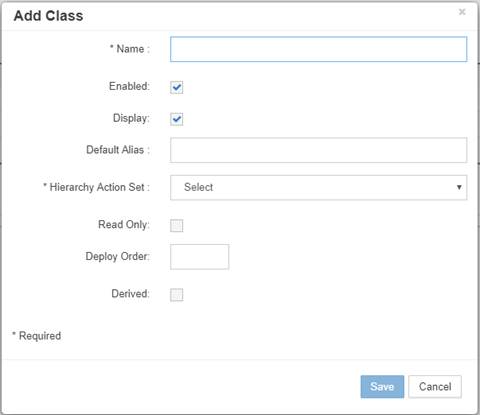 Add Class
* Name :
Enabled:
Display:
Default Alias :
* Hierarchy Action Set : Select
Read Only:
Deploy Order:
Derived:
* Required
Save Cancel